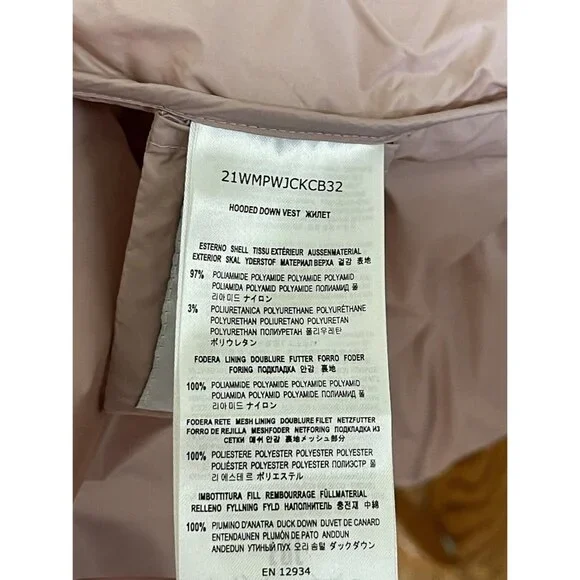 21WMPWJCKCB32
HOODED DOWN VEST ЖИЛЕТ
ESTERNO SHELL TISSU EXTÉRIEUR AUSSENMATERIAL
EXTERIOR SKAL YDERSTOF МАТЕРИАЛ ВЕРХА 겉감 表地
97% POLIAMMIDE POLYAMIDE POLYAMIDE POLYAMID
POLIAMIDA POLYAMID POLYAMIDE ПОЛИАМИД 폴
리아미드 ナイロン
3% POLIURETANICA POLYURETHANE POLYURÉTHANE
POLYURETHAN POLIURETANO POLYURETAN
POLYURETHAN ПОЛИУРЕТАН 폴리우레탄
ポリウレタン
FODERA LINING DOUBLURE FUTTER FORRO FODER
FORING ПОДКЛАДКА 안감 裏地
100% POLIAMMIDE POLYAMIDE POLYAMIDE POLYAMID
POLIAMIDA POLYAMID POLYAMIDE ПОЛИАМИД 폴
리아미드 ナイロン
FODERA RETE MESH LINING DOUBLURE FILET NETZFUTTER
FORRO DE REJILLA MESHFODER NETFORING ПОДКЛАДКА ИЗ
СЕТКИ 메쉬 안감 裏地メッシュ部分
100% POLIESTERE POLYESTER POLYESTER POLYESTER
POLIÉSTER POLYESTER POLYESTER ПОЛИЭСТР 폴
리 에스테 르 ポリエステル
IMBOTTITURA FILL REMBOURRAGE FÜLLMATERIAL
RELLENO FYLLNING FYLD НАПОЛНИТЕЛЬ 충전재 中綿
100% PIUMINO D'ANATRA DUCK DOWN DUVET DE CANARD
ENTENDAUNEN PLUMÓN DE PATO DUN ANDDUN
ANDEDUN УТИНЫЙ ПУХ 오리 솜털 ダックダウン
EN 12934